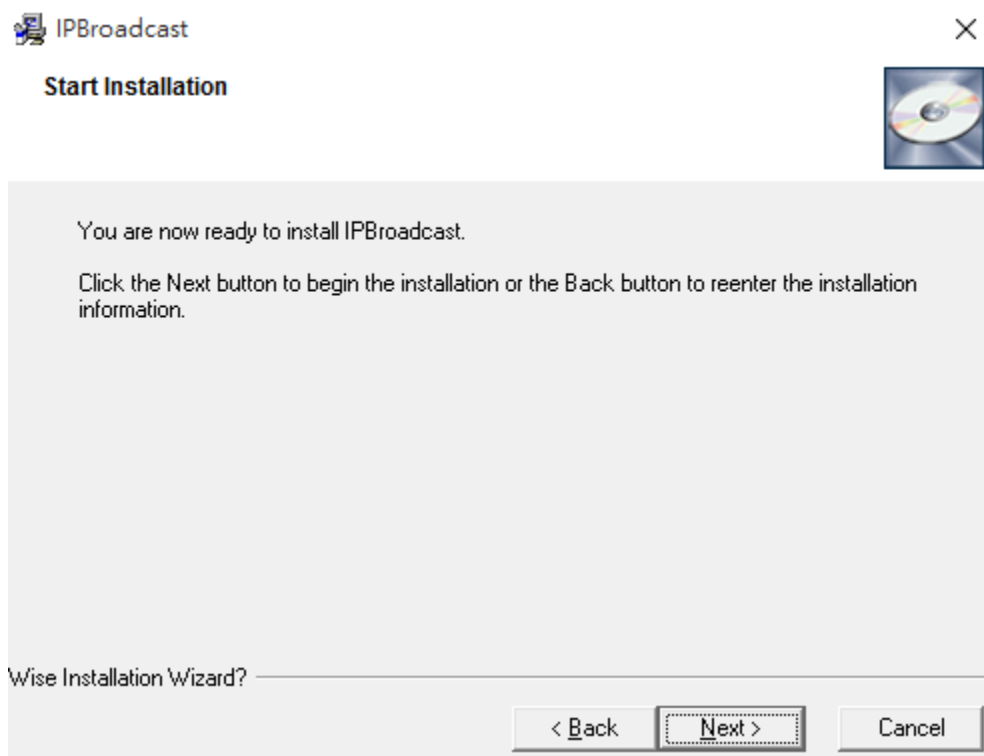 IPBroadcast
Start Installation
You are now ready to install IPBroadcast.
Click the Next button to begin the installation or the Back button to reenter the installation
information.
Wise Installation Wizard?
< Back
Next >
Cancel